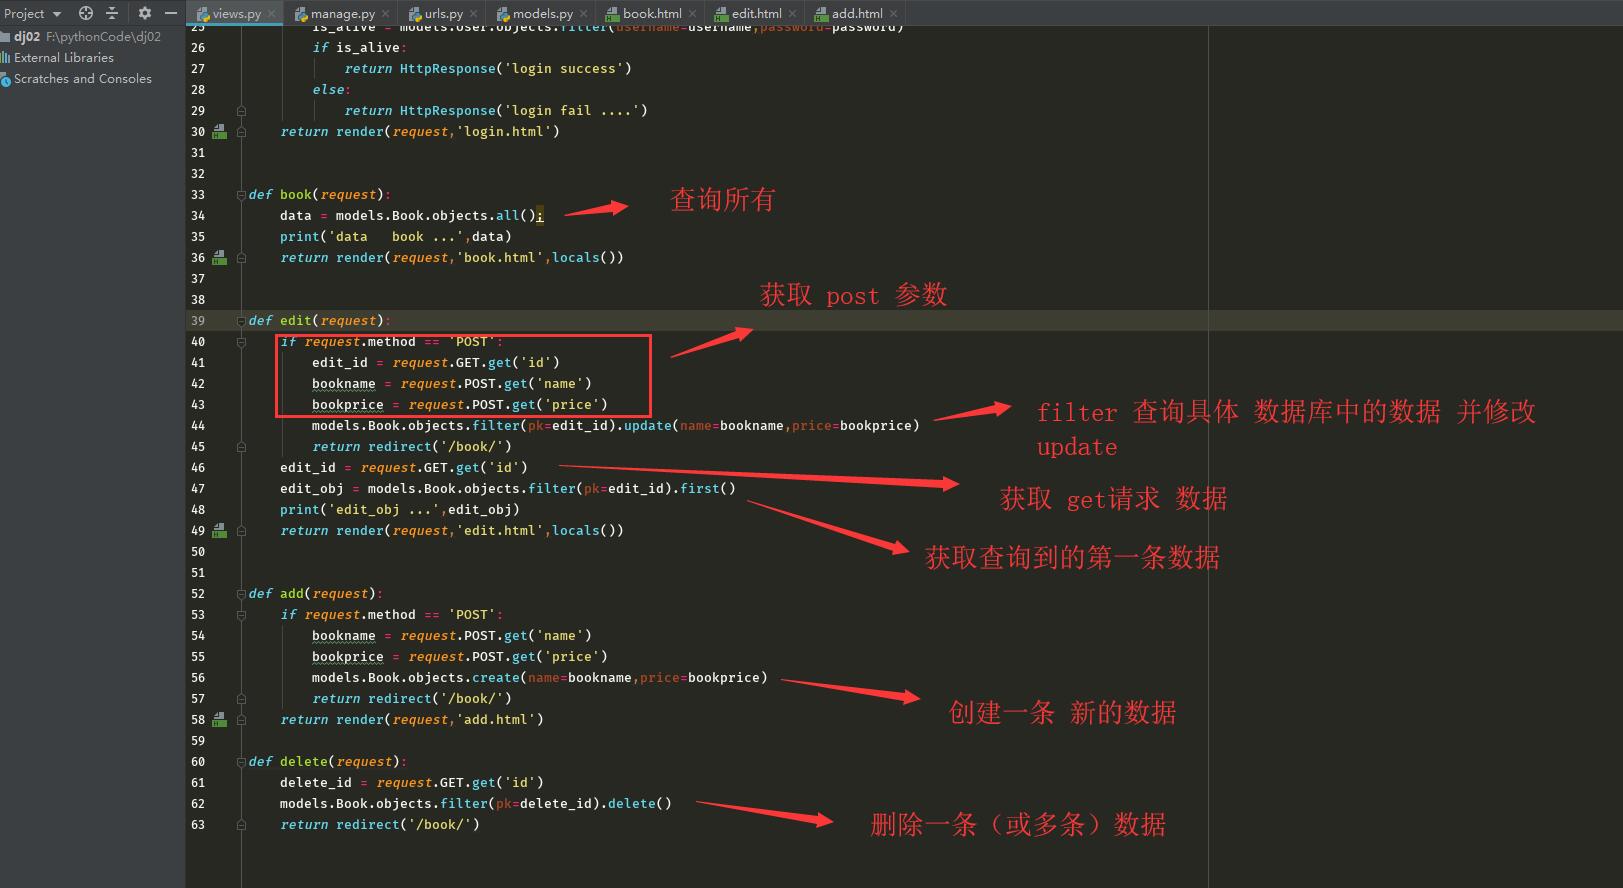 Project
views.py
manage.py
urls.py
models.py
book.html
edit.html
add.html
dj02 F:\pythonCode\dj02
External Libraries
Scratches and Consoles
25 is_alive = models.User.objects.filter(username=username,password=password)
26 if is_alive:
27 return HttpResponse('login success')
28 else:
29 return HttpResponse('login fail ....')
30 return render(request,'login.html')
31
32
33 def book(request):
34 data = models.Book.objects.all();
查询所有
35 print('data   book ...',data)
36 return render(request,'book.html',locals())
37
38
获取 post 参数
39 def edit(request):
40 if request.method == 'POST':
41 edit_id = request.GET.get('id')
42 bookname = request.POST.get('name')
43 bookprice = request.POST.get('price')
44 models.Book.objects.filter(pk=edit_id).update(name=bookname,price=bookprice)
filter 查询具体 数据库中的数据 并修改
update
45 return redirect('/book/')
46 edit_id = request.GET.get('id')
获取 get请求 数据
47 edit_obj = models.Book.objects.filter(pk=edit_id).first()
获取查询到的第一条数据
48 print('edit_obj ...',edit_obj)
49 return render(request,'edit.html',locals())
50
51
52 def add(request):
53 if request.method == 'POST':
54 bookname = request.POST.get('name')
55 bookprice = request.POST.get('price')
56 models.Book.objects.create(name=bookname,price=bookprice)
创建一条 新的数据
57 return redirect('/book/')
58 return render(request,'add.html')
59
60 def delete(request):
61 delete_id = request.GET.get('id')
62 models.Book.objects.filter(pk=delete_id).delete()
删除一条（或多条）数据
63 return redirect('/book/')